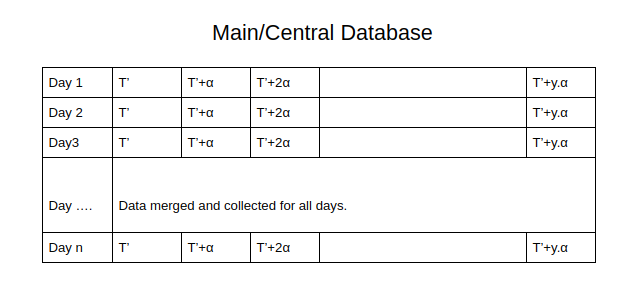 Main/Central Database
Day 1 T’ T’+α T’+2α T’+y.α
Day 2 T’ T’+α T’+2α T’+y.α
Day3 T’ T’+α T’+2α T’+y.α
Day …. Data merged and collected for all days.
Day n T’ T’+α T’+2α T’+y.α